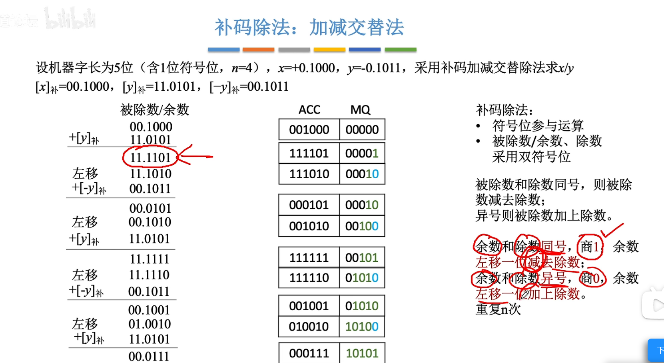 bilibili
补码除法：加减交替法
设机器字长为5位（含1位符号位，n=4），x=+0.1000，y=-0.1011，采用补码加减交替除法求x/y
[x]补=00.1000，[y]补=11.0101，[−y]补=00.1011
被除数/余数
00.1000
+[y]补 11.0101
11.1101
左移 11.1010
+[-y]补 00.1011
00.0101
左移 00.1010
+[y]补 11.0101
11.1111
左移 11.1110
+[-y]补 00.1011
00.1001
左移 01.0010
+[y]补 11.0101
00.0111
ACC MQ
001000 00000
111101 00001
111010 00010
000101 00010
001010 00100
111111 00101
111110 01010
001001 01010
010010 10100
000111 10101
补码除法：
• 符号位参与运算
• 被除数/余数、除数
采用双符号位
被除数和除数同号，则被除
数减去除数；
异号则被除数加上除数。
余数和除数同号，商1，余数
左移一位减去除数；
余数和除数异号，商0，余数
左移一位加上除数。
重复n次